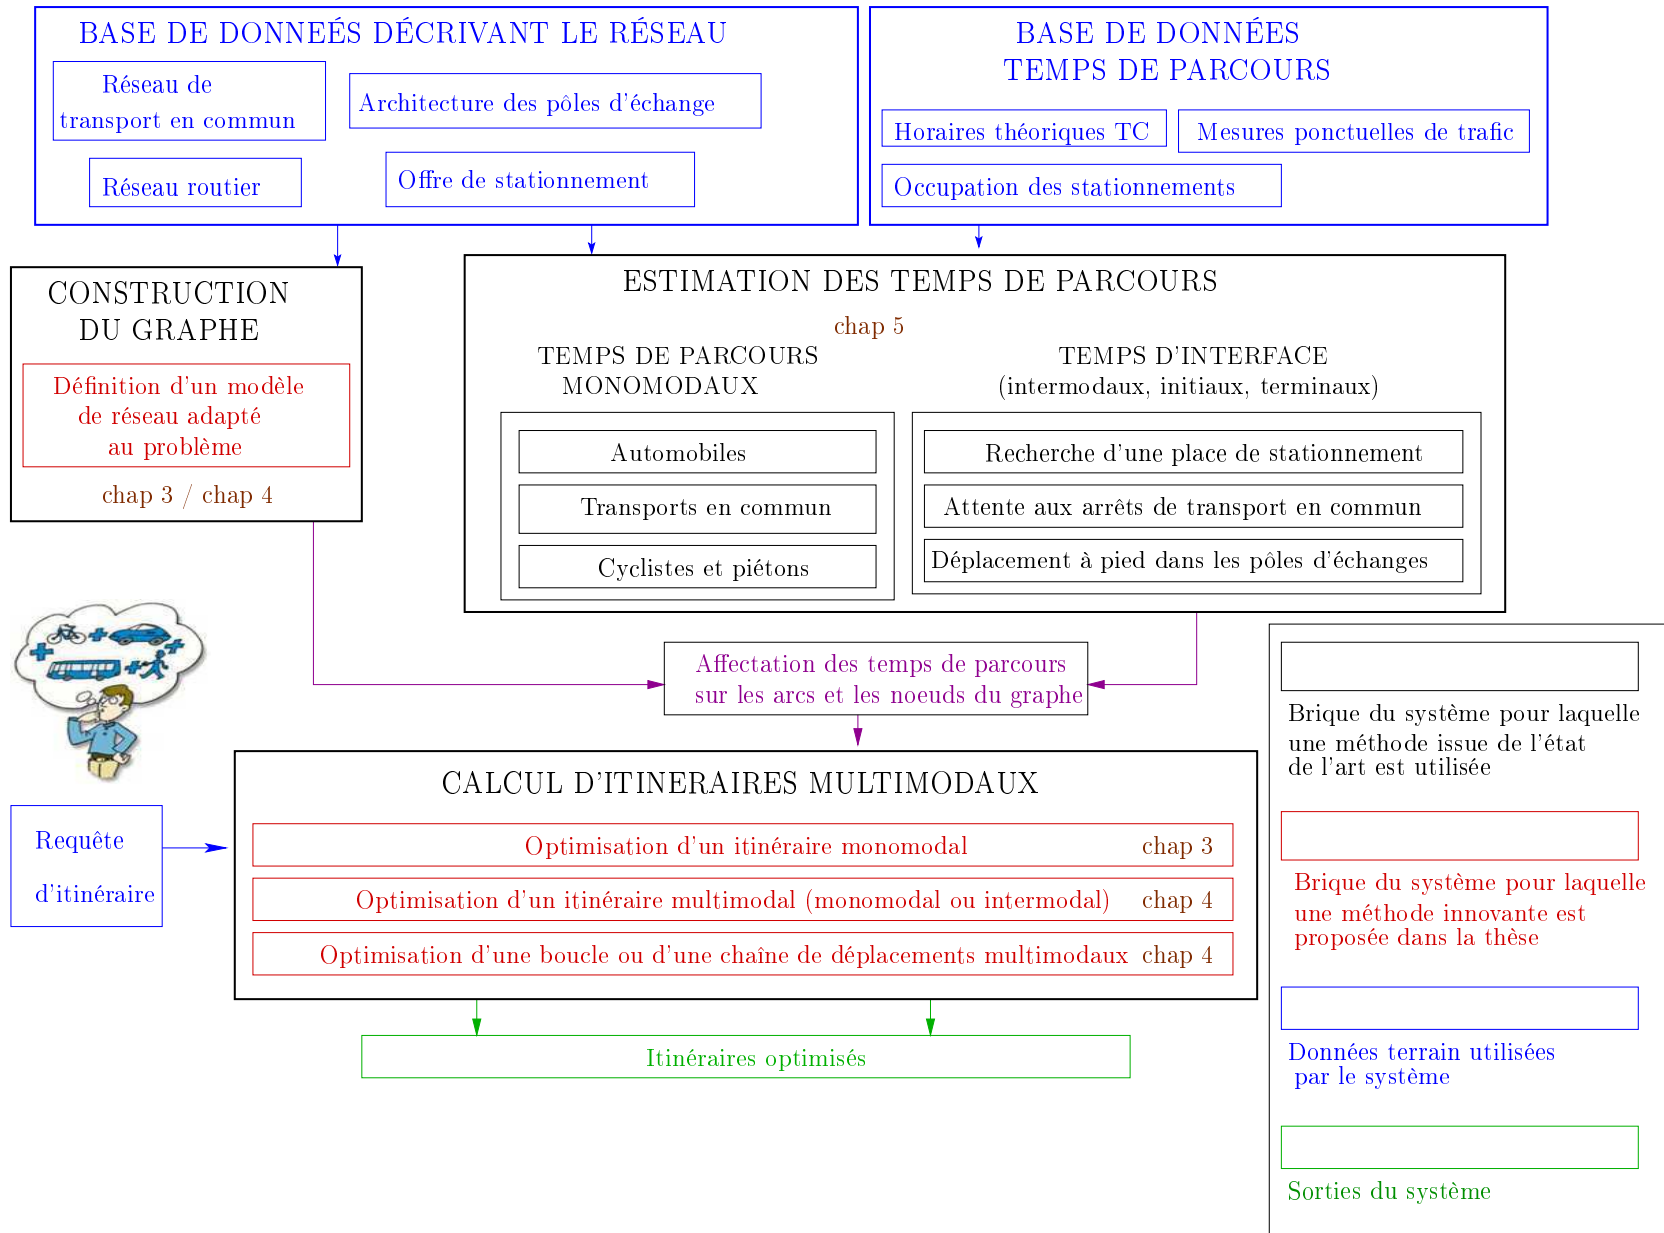 BASE DE DONNEÉS DÉCRIVANT LE RÉSEAU
Réseau de
transport en commun
Architecture des pôles d'échange
Réseau routier
Offre de stationnement
BASE DE DONNÉES
TEMPS DE PARCOURS
Horaires théoriques TC
Mesures ponctuelles de trafic
Occupation des stationnements
CONSTRUCTION
DU GRAPHE
Définition d'un modèle
de réseau adapté
au problème
chap 3 / chap 4
ESTIMATION DES TEMPS DE PARCOURS
chap 5
TEMPS DE PARCOURS
MONOMODAUX
Automobiles
Transports en commun
Cyclistes et piétons
TEMPS D'INTERFACE
(intermodaux, initiaux, terminaux)
Recherche d'une place de stationnement
Attente aux arrêts de transport en commun
Déplacement à pied dans les pôles d'échanges
Affectation des temps de parcours
sur les arcs et les noeuds du graphe
Requête
d'itinéraire
CALCUL D'ITINERAIRES MULTIMODAUX
Optimisation d'un itinéraire monomodal chap 3
Optimisation d'un itinéraire multimodal (monomodal ou intermodal) chap 4
Optimisation d'une boucle ou d'une chaîne de déplacements multimodaux chap 4
Itinéraires optimisés
Brique du système pour laquelle
une méthode issue de l'état
de l'art est utilisée
Brique du système pour laquelle
une méthode innovante est
proposée dans la thèse
Données terrain utilisées
par le système
Sorties du système